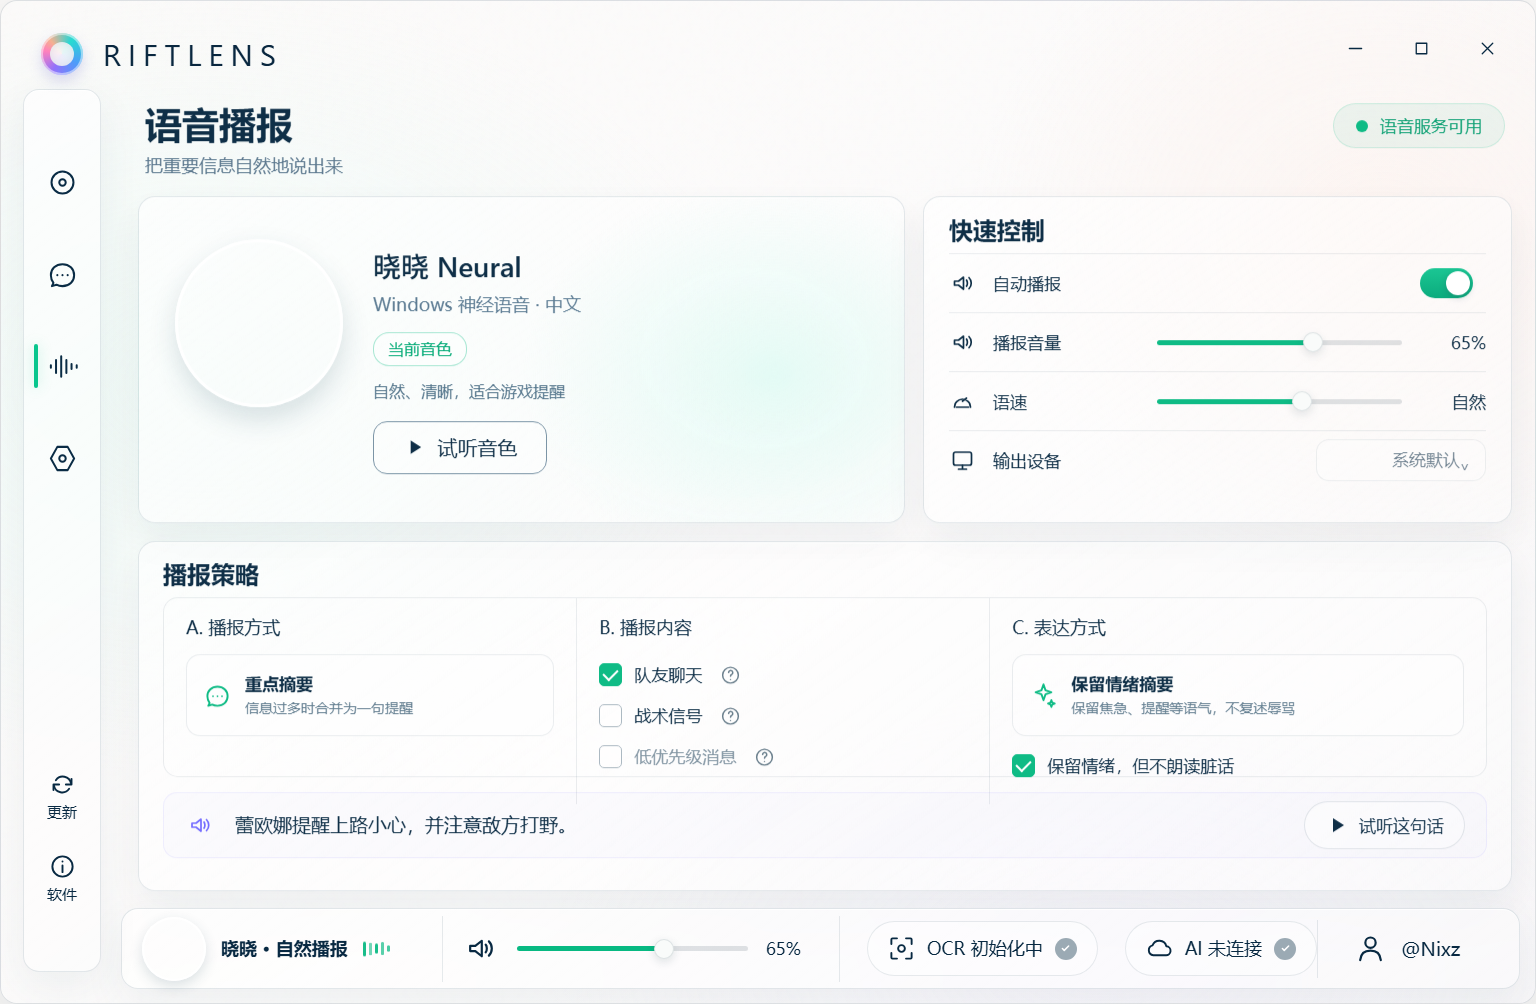 RIFTLENS
语音播报
把重要信息自然地说出来
语音服务可用
晓晓 Neural
Windows 神经语音 · 中文
当前音色
自然、清晰，适合游戏提醒
试听音色
快速控制
自动播报
播报音量
65%
语速
自然
输出设备
系统默认
播报策略
A. 播报方式
重点摘要
信息过多时合并为一句提醒
B. 播报内容
队友聊天
战术信号
低优先级消息
C. 表达方式
保留情绪摘要
保留焦急、提醒等语气，不复述辱骂
保留情绪，但不朗读脏话
蕾欧娜提醒上路小心，并注意敌方打野。
试听这句话
更新
软件
晓晓 • 自然播报
65%
OCR 初始化中
AI 未连接
@Nixz